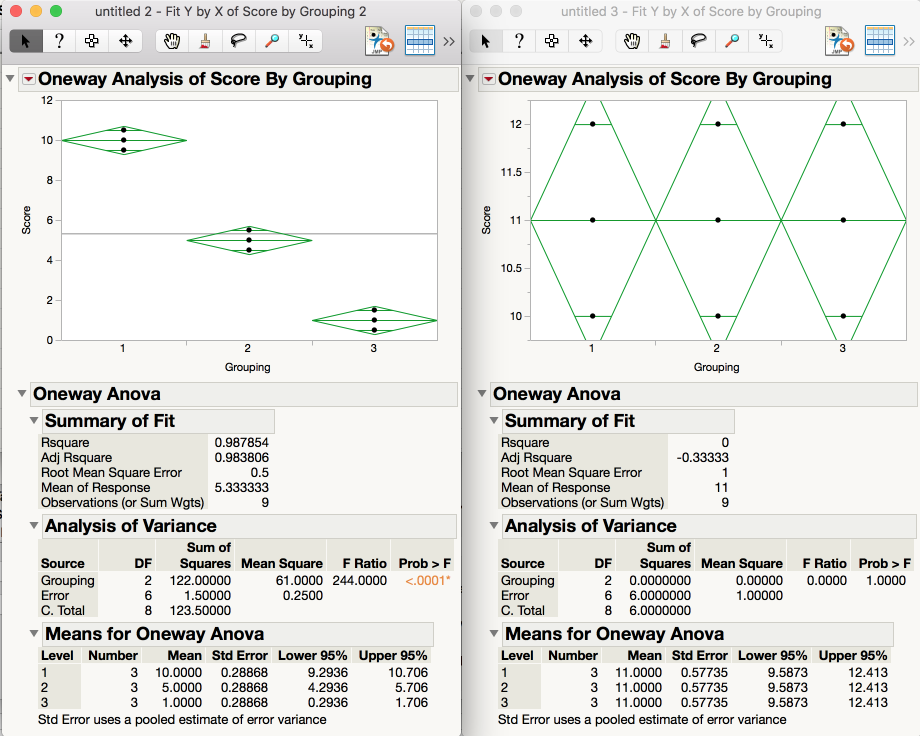 untitled 2 - Fit Y by X of Score by Grouping 2
JMP
Oneway Analysis of Score By Grouping
12
10
8
6
4
2
0
Score
1 2 3
Grouping
Oneway Anova
Summary of Fit
Rsquare 0.987854
Adj Rsquare 0.983806
Root Mean Square Error 0.5
Mean of Response 5.333333
Observations (or Sum Wgts) 9
Analysis of Variance
Source DF Sum of Squares Mean Square F Ratio Prob > F
Grouping 2 122.00000 61.0000 244.0000 <.0001*
Error 6 1.50000 0.2500
C. Total 8 123.50000
Means for Oneway Anova
Level Number Mean Std Error Lower 95% Upper 95%
1 3 10.0000 0.28868 9.2936 10.706
2 3 5.0000 0.28868 4.2936 5.706
3 3 1.0000 0.28868 0.2936 1.706
Std Error uses a pooled estimate of error variance
untitled 3 - Fit Y by X of Score by Grouping
JMP
Oneway Analysis of Score By Grouping
12
11.5
11
10.5
10
Score
1 2 3
Grouping
Oneway Anova
Summary of Fit
Rsquare 0
Adj Rsquare -0.33333
Root Mean Square Error 1
Mean of Response 11
Observations (or Sum Wgts) 9
Analysis of Variance
Source DF Sum of Squares Mean Square F Ratio Prob > F
Grouping 2 0.0000000 0.00000 0.0000 1.0000
Error 6 6.0000000 1.00000
C. Total 8 6.0000000
Means for Oneway Anova
Level Number Mean Std Error Lower 95% Upper 95%
1 3 11.0000 0.57735 9.5873 12.413
2 3 11.0000 0.57735 9.5873 12.413
3 3 11.0000 0.57735 9.5873 12.413
Std Error uses a pooled estimate of error variance